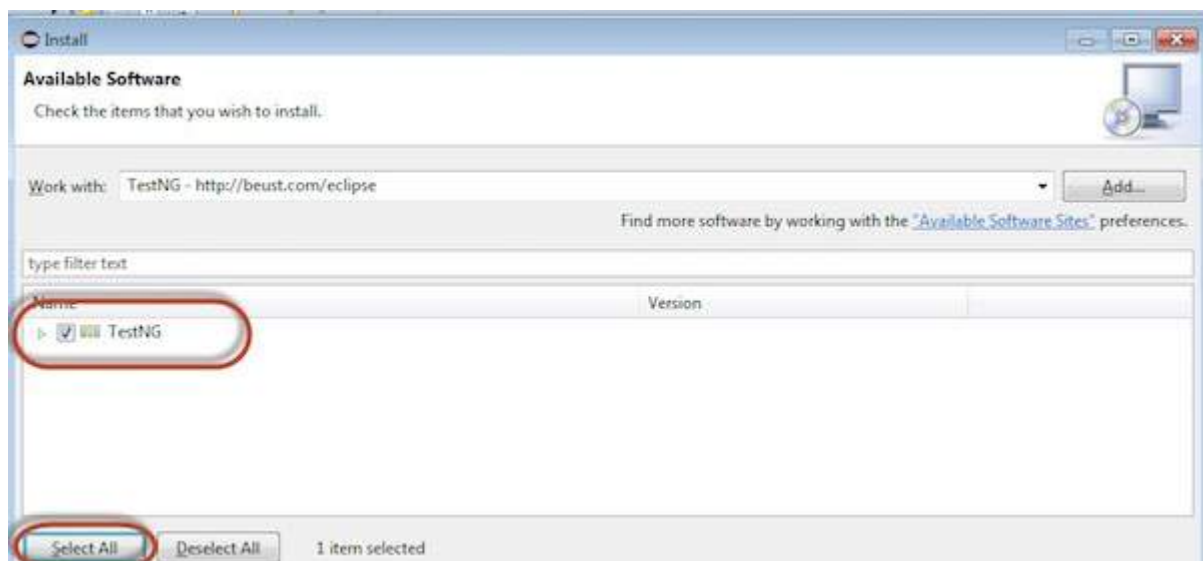 Install
Available Software
Check the items that you wish to install.
Work with: TestNG - http://beust.com/eclipse Add...
Find more software by working with the "Available Software Sites" preferences.
type filter text
Name Version
TestNG
Select All Deselect All 1 item selected